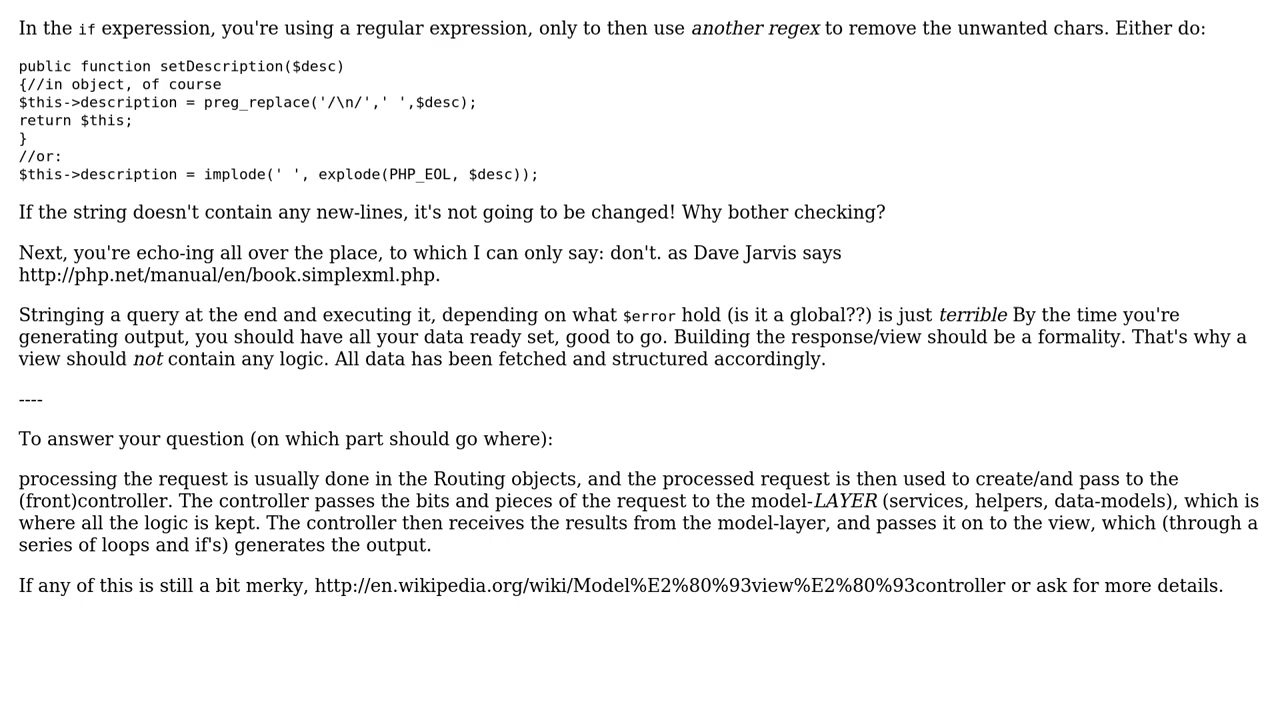 In the if experession, you're using a regular expression, only to then use another regex to remove the unwanted chars. Either do:
public function setDescription($desc)
{//in object, of course
$this->description = preg_replace('/\n/',' ',$desc);
return $this;
}
//or:
$this->description = implode(' ', explode(PHP_EOL, $desc));
If the string doesn't contain any new-lines, it's not going to be changed! Why bother checking?
Next, you're echo-ing all over the place, to which I can only say: don't. as Dave Jarvis says
http://php.net/manual/en/book.simplexml.php.
Stringing a query at the end and executing it, depending on what $error hold (is it a global??) is just terrible By the time you're
generating output, you should have all your data ready set, good to go. Building the response/view should be a formality. That's why a
view should not contain any logic. All data has been fetched and structured accordingly.
----
To answer your question (on which part should go where):
processing the request is usually done in the Routing objects, and the processed request is then used to create/and pass to the
(front)controller. The controller passes the bits and pieces of the request to the model-LAYER (services, helpers, data-models), which is
where all the logic is kept. The controller then receives the results from the model-layer, and passes it on to the view, which (through a
series of loops and if's) generates the output.
If any of this is still a bit merky, http://en.wikipedia.org/wiki/Model%E2%80%93view%E2%80%93controller or ask for more details.